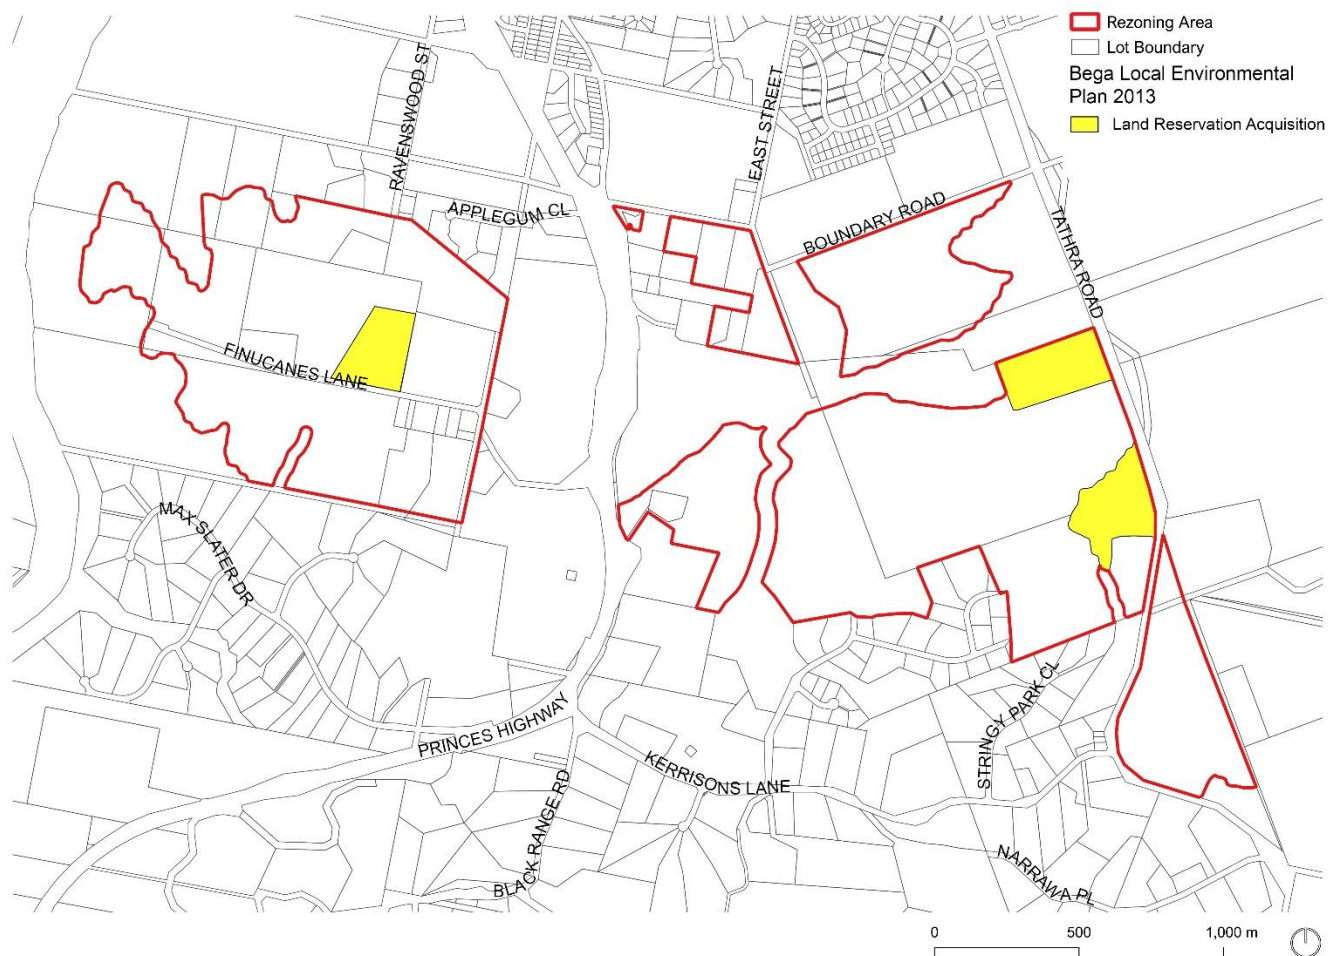 Rezoning Area
Lot Boundary
Bega Local Environmental
Plan 2013
Land Reservation Acquisition
RAVENSWOOD ST
EAST STREET
APPLEGUM CL
BOUNDARY ROAD
TATHRA ROAD
FINUCANES LANE
MAX SLATER DR
PRINCES HIGHWAY
STRINGY PARK CL
KERRISONS LANE
BLACK RANGE RD
NARRAWA PL
0 500 1,000 m